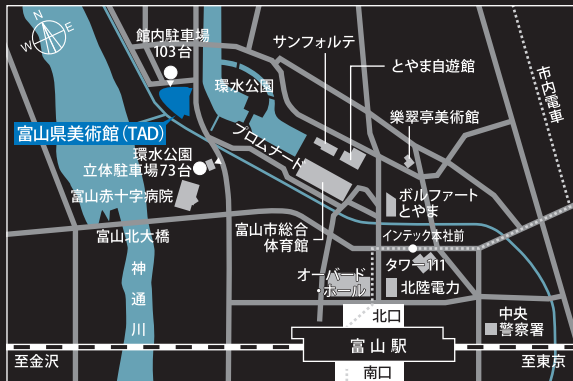 N
W
E
S
館内駐車場
103台
サンフォルテ
とやま自遊館
環水公園
樂翠亭美術館
市内電車
富山県美術館(TAD)
プロムナード
環水公園
立体駐車場73台
富山赤十字病院
ボルファート
とやま
富山市総合
体育館
インテック本社前
富山北大橋
タワー111
オーバード
・ホール
北陸電力
神通川
北口
中央
警察署
富山駅
至金沢
至東京
南口